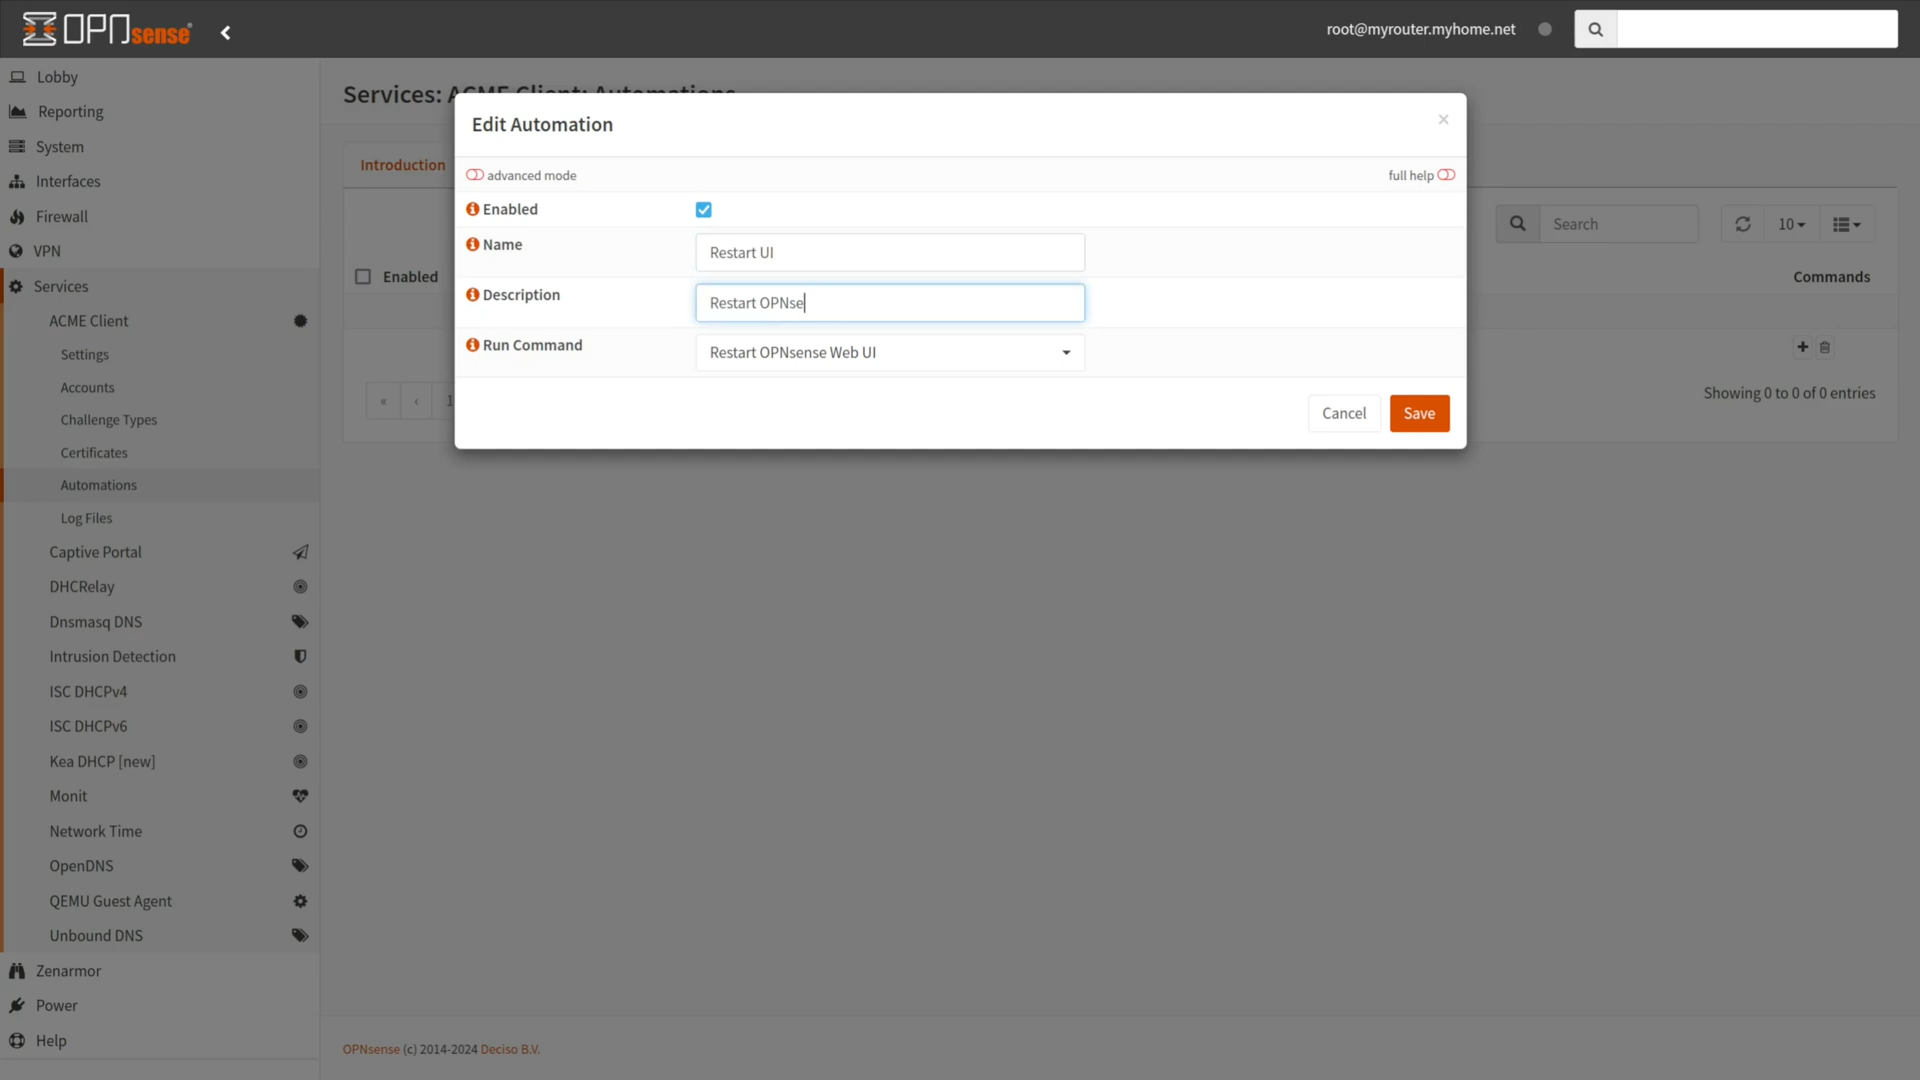 OPNsense®
root@myrouter.myhome.net
Lobby
Reporting
System
Interfaces
Firewall
VPN
Services
ACME Client
Settings
Accounts
Challenge Types
Certificates
Automations
Log Files
Captive Portal
DHCRelay
Dnsmasq DNS
Intrusion Detection
ISC DHCPv4
ISC DHCPv6
Kea DHCP [new]
Monit
Network Time
OpenDNS
QEMU Guest Agent
Unbound DNS
Zenarmor
Power
Help
Services: ACME Client: Automations
Introduction
Search
10
Enabled
Commands
« ‹ 1
Showing 0 to 0 of 0 entries
Edit Automation ×
advanced mode full help
Enabled
Name Restart UI
Description Restart OPNse
Run Command Restart OPNsense Web UI
Cancel Save
OPNsense (c) 2014-2024 Deciso B.V.